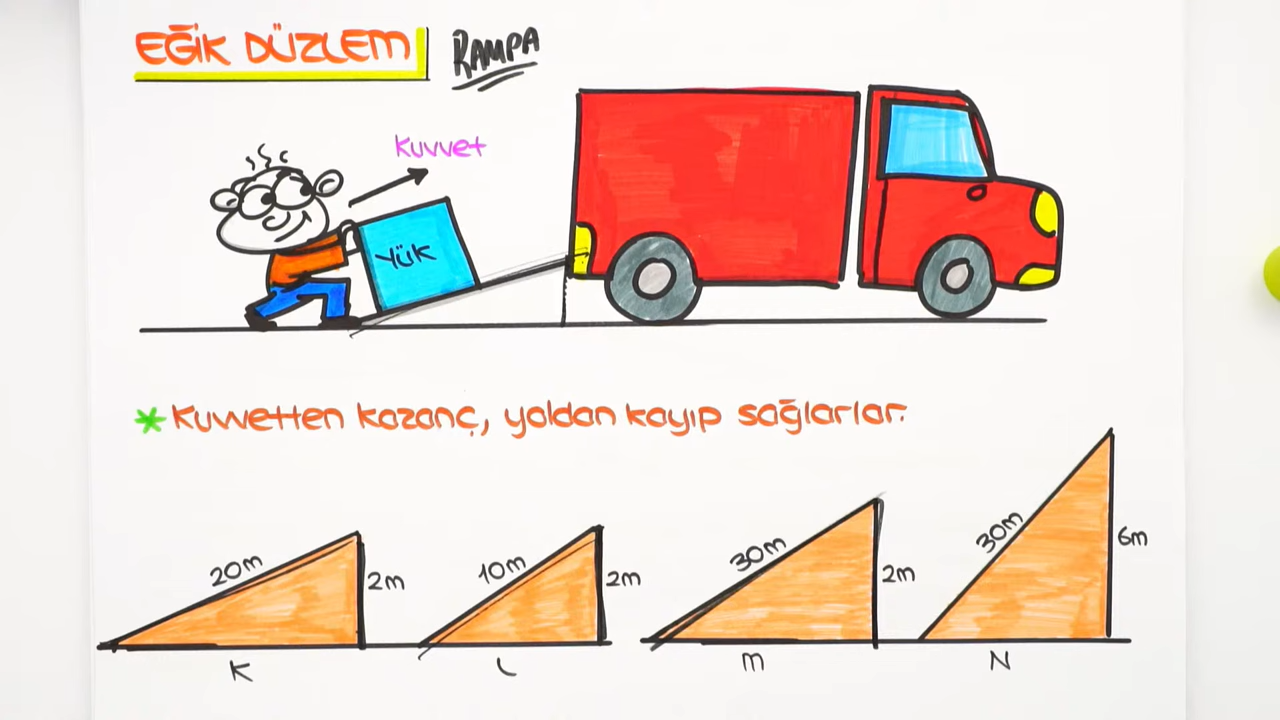 EĞİK DÜZLEM
RAMPA
Kuvvet
YÜK
* Kuvvetten kazanç, yoldan kayıp sağlarlar.
20m
2m
10m
2m
30m
2m
30m
6m
K
L
M
N